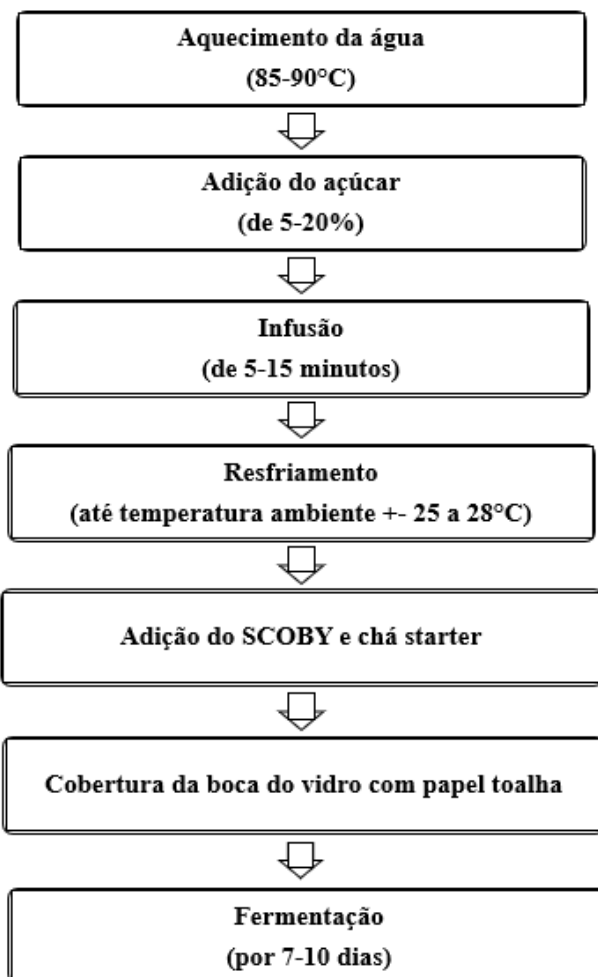 Aquecimento da água
(85-90°C)
Adição do açúcar
(de 5-20%)
Infusão
(de 5-15 minutos)
Resfriamento
(até temperatura ambiente +- 25 a 28°C)
Adição do SCOBY e chá starter
Cobertura da boca do vidro com papel toalha
Fermentação
(por 7-10 dias)